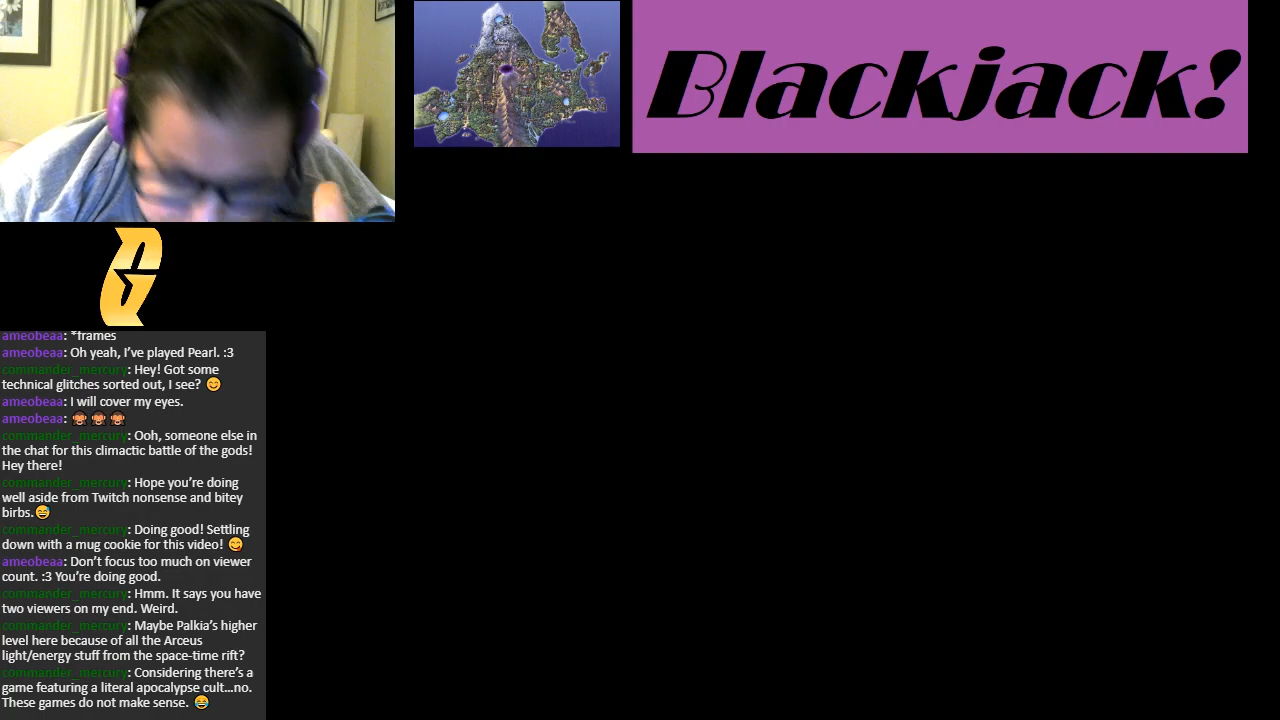 Blackjack!
ameobeaa: *frames
ameobeaa: Oh yeah, I've played Pearl. :3
commander_mercury: Hey! Got some
technical glitches sorted out, I see? 😊
ameobeaa: I will cover my eyes.
ameobeaa: 🙈🙈🙈
commander_mercury: Ooh, someone else in
the chat for this climactic battle of the gods!
Hey there!
commander_mercury: Hope you're doing
well aside from Twitch nonsense and bitey
birbs.😅
commander_mercury: Doing good! Settling
down with a mug cookie for this video! 😋
ameobeaa: Don't focus too much on viewer
count. :3 You're doing good.
commander_mercury: Hmm. It says you have
two viewers on my end. Weird.
commander_mercury: Maybe Palkia's higher
level here because of all the Arceus
light/energy stuff from the space-time rift?
commander_mercury: Considering there's a
game featuring a literal apocalypse cult...no.
These games do not make sense. 😂